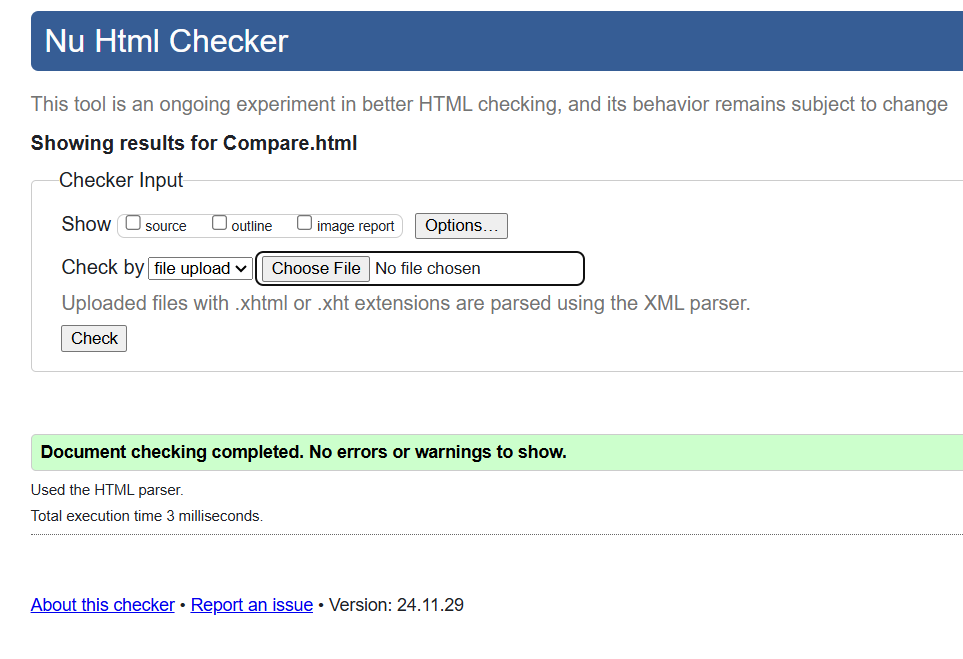 Nu Html Checker
This tool is an ongoing experiment in better HTML checking, and its behavior remains subject to change
Showing results for Compare.html
Checker Input
Show source outline image report Options…
Check by file upload Choose File No file chosen
Uploaded files with .xhtml or .xht extensions are parsed using the XML parser.
Check
Document checking completed. No errors or warnings to show.
Used the HTML parser.
Total execution time 3 milliseconds.
About this checker • Report an issue • Version: 24.11.29